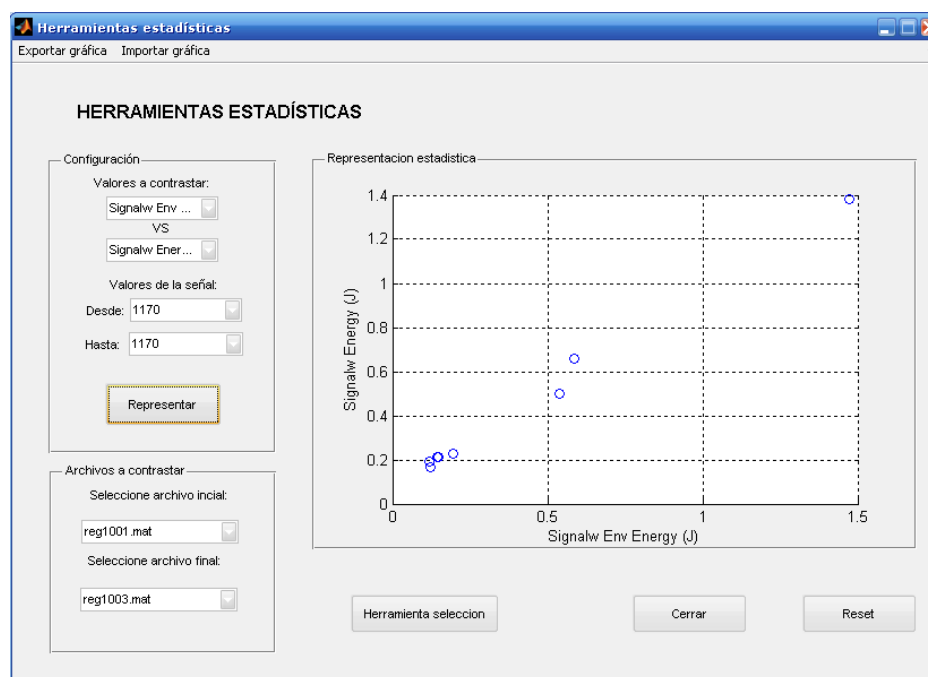 Herramientas estadísticas
Exportar gráfica Importar gráfica
HERRAMIENTAS ESTADÍSTICAS
Configuración
Valores a contrastar:
Signalw Env ...
VS
Signalw Ener...
Valores de la señal:
Desde: 1170
Hasta: 1170
Representar
Archivos a contrastar
Seleccione archivo incial:
reg1001.mat
Seleccione archivo final:
reg1003.mat
Representacion estadistica
1.4
1.2
1
0.8
0.6
0.4
0.2
0
Signalw Energy (J)
0 0.5 1 1.5
Signalw Env Energy (J)
Herramienta seleccion
Cerrar
Reset